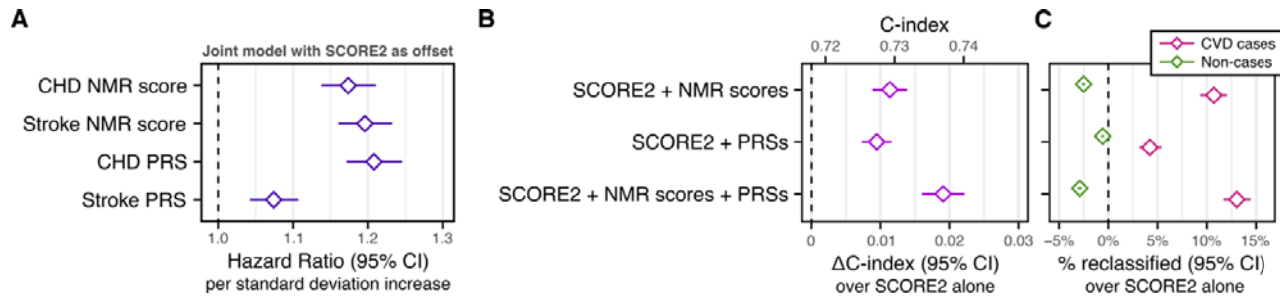 A
Joint model with SCORE2 as offset
CHD NMR score
Stroke NMR score
CHD PRS
Stroke PRS
1.0 1.1 1.2 1.3
Hazard Ratio (95% CI)
per standard deviation increase
B
C-index
0.72 0.73 0.74
SCORE2 + NMR scores
SCORE2 + PRSs
SCORE2 + NMR scores + PRSs
0 0.01 0.02 0.03
ΔC-index (95% CI)
over SCORE2 alone
C
CVD cases
Non-cases
−5% 0% 5% 10% 15%
% reclassified (95% CI)
over SCORE2 alone